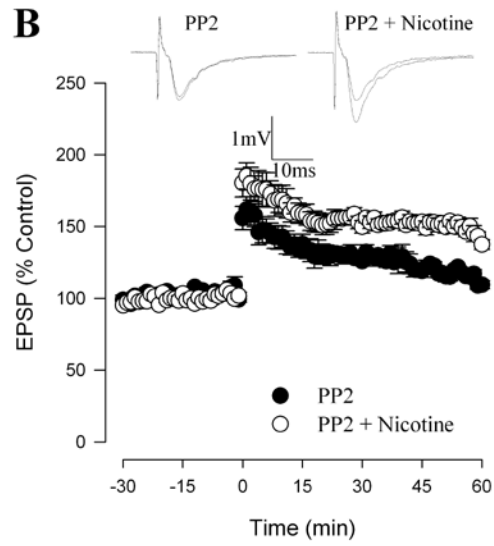 B
PP2 PP2 + Nicotine
250
200
150
100
50
0
EPSP (% Control)
1mV
10ms
PP2
PP2 + Nicotine
-30 -15 0 15 30 45 60
Time (min)